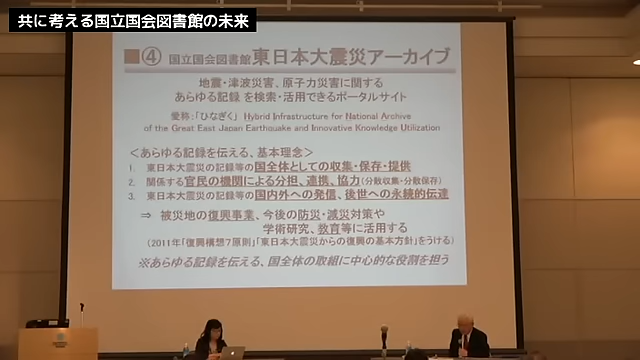 共に考える国立国会図書館の未来
■④ 国立国会図書館 東日本大震災アーカイブ
地震・津波災害、原子力災害に関する
あらゆる記録 を検索・活用できるポータルサイト
愛称:「ひなぎく」 Hybrid Infrastructure for National Archive
of the Great East Japan Earthquake and Innovative Knowledge Utilization
＜あらゆる記録を伝える、基本理念＞
1. 東日本大震災の記録等の国全体としての収集・保存・提供
2. 関係する官民の機関による分担、連携、協力(分散収集・分散保存)
3. 東日本大震災の記録等の国内外への発信、後世への永続的伝達
⇒ 被災地の復興事業、今後の防災・減災対策や
学術研究、教育等に活用する
(2011年「復興構想7原則」「東日本大震災からの復興の基本方針」をうける)
※あらゆる記録を伝える、国全体の取組に中心的な役割を担う